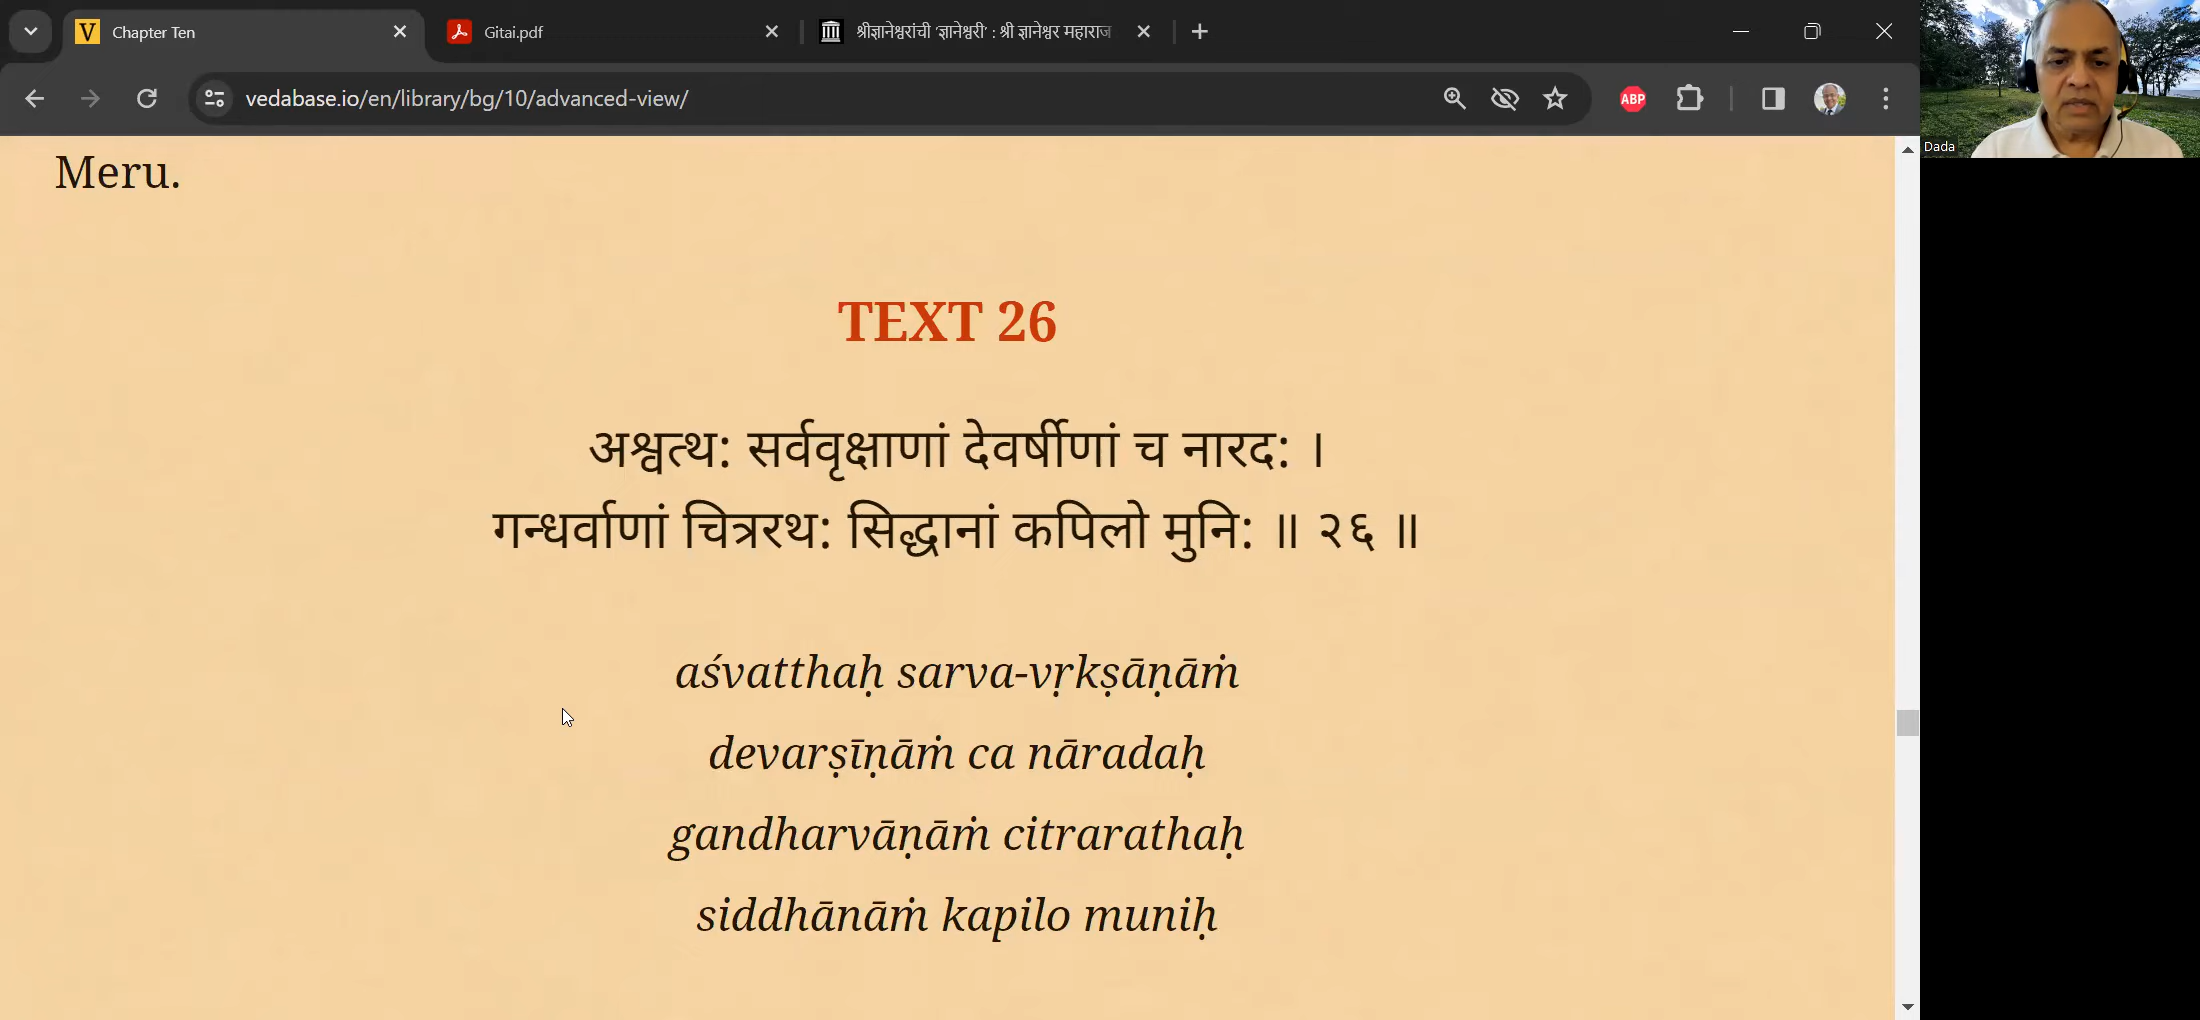 Chapter Ten
Gitai.pdf
श्रीज्ञानेश्वरांची 'ज्ञानेश्वरी' : श्री ज्ञानेश्वर महाराज
vedabase.io/en/library/bg/10/advanced-view/
ABP
Dada
Meru.
TEXT 26
अश्वत्थ: सर्ववृक्षाणां देवर्षीणां च नारद: ।
गन्धर्वाणां चित्ररथ: सिद्धानां कपिलो मुनि: ॥ २६ ॥
aśvatthaḥ sarva-vṛkṣāṇāṁ
devarṣīṇāṁ ca nāradaḥ
gandharvāṇāṁ citrarathaḥ
siddhānāṁ kapilo muniḥ